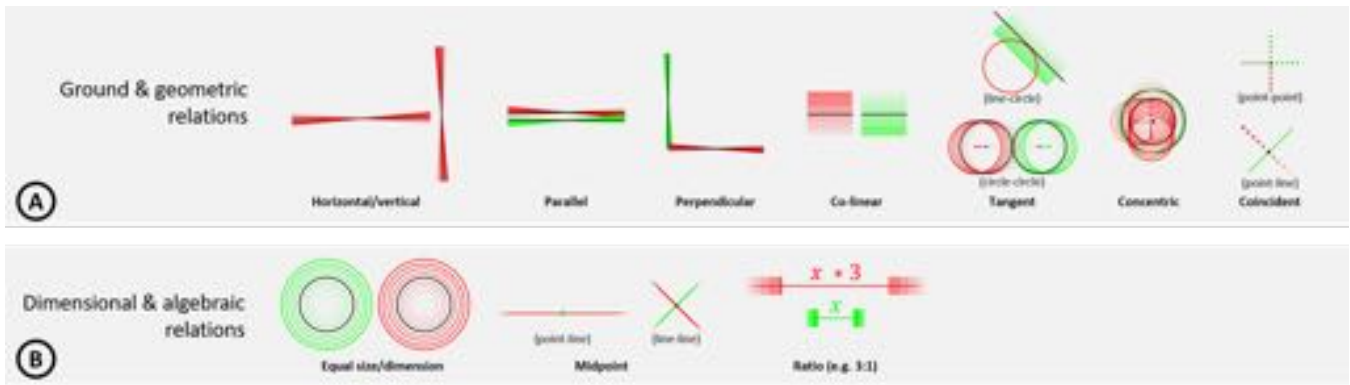 Ground & geometric
relations
(line-circle)
(circle-circle)
(point-point)
(point-line)
A
Horizontal/vertical
Parallel
Perpendicular
Co-linear
Tangent
Concentric
Coincident
Dimensional & algebraic
relations
x * 3
x
(point-line)
(line-line)
B
Equal size/dimension
Midpoint
Ratio (e.g. 3:1)